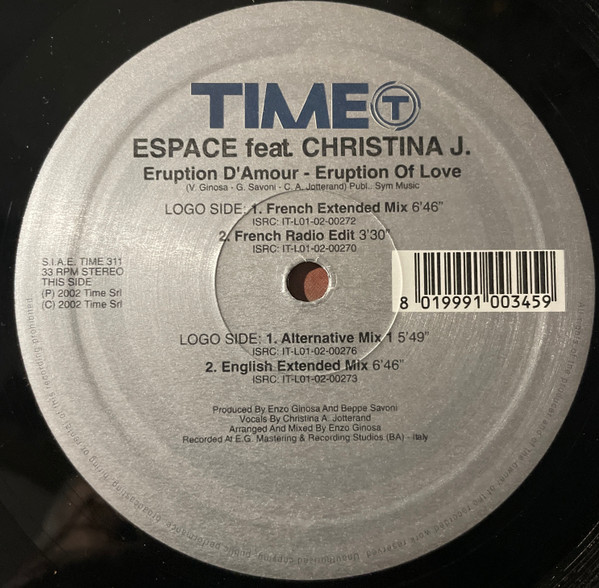 TIME T
ESPACE feat. CHRISTINA J.
Eruption D'Amour - Eruption Of Love
(V. Ginosa - G. Savoni - C. A. Jotterand) Publ.. Sym Music
LOGO SIDE: 1. French Extended Mix 6'46"
ISRC: IT-L01-02-00272
2. French Radio Edit 3'30"
ISRC: IT-L01-02-00270
S.I.A.E. TIME 311
33 RPM STEREO
THIS SIDE
(P) 2002 Time Srl
(C) 2002 Time Srl
8 019991 003459
LOGO SIDE: 1. Alternative Mix 1 5'49"
ISRC: IT-L01-02-00276
2. English Extended Mix 6'46"
ISRC: IT-L01-02-00273
Produced By Enzo Ginosa And Beppe Savoni
Vocals By Christina A. Jotterand
Arranged And Mixed By Enzo Ginosa
Recorded At E.G. Mastering & Recording Studios (BA) - Italy